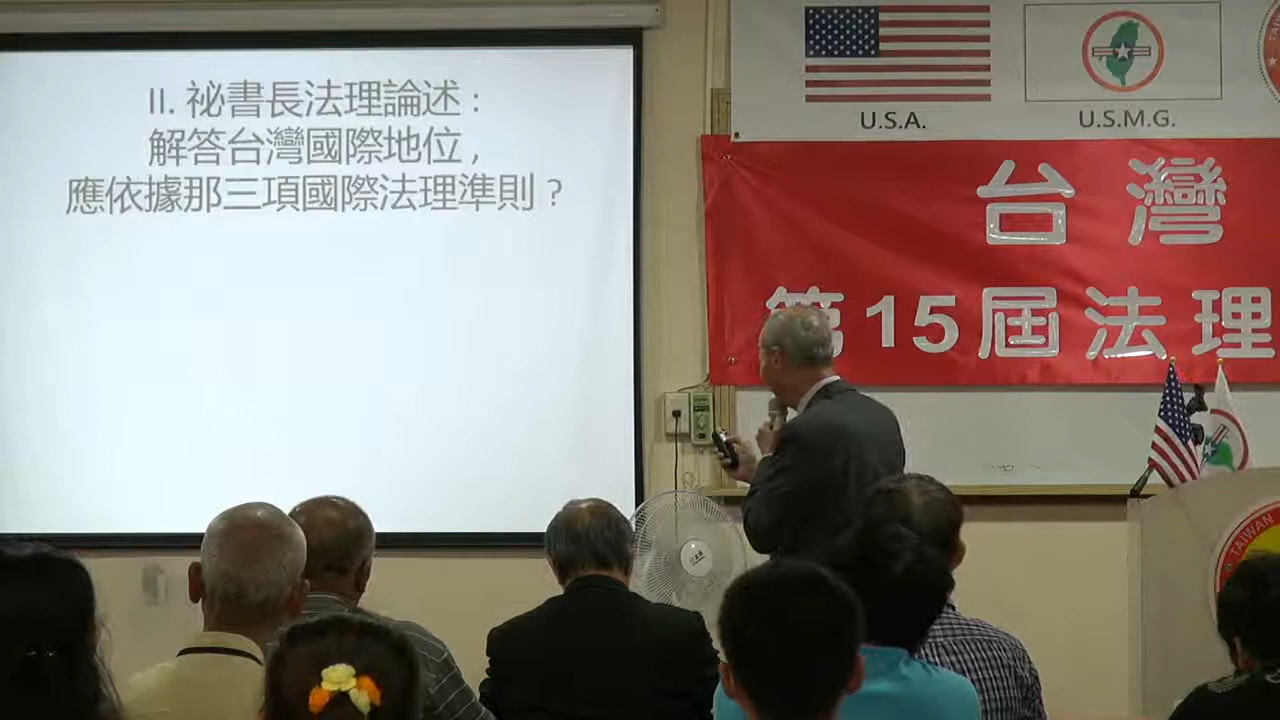 II. 祕書長法理論述：
解答台灣國際地位，
應依據那三項國際法理準則？
U.S.A.
U.S.M.G.
台灣
第15屆法理
TAIWAN